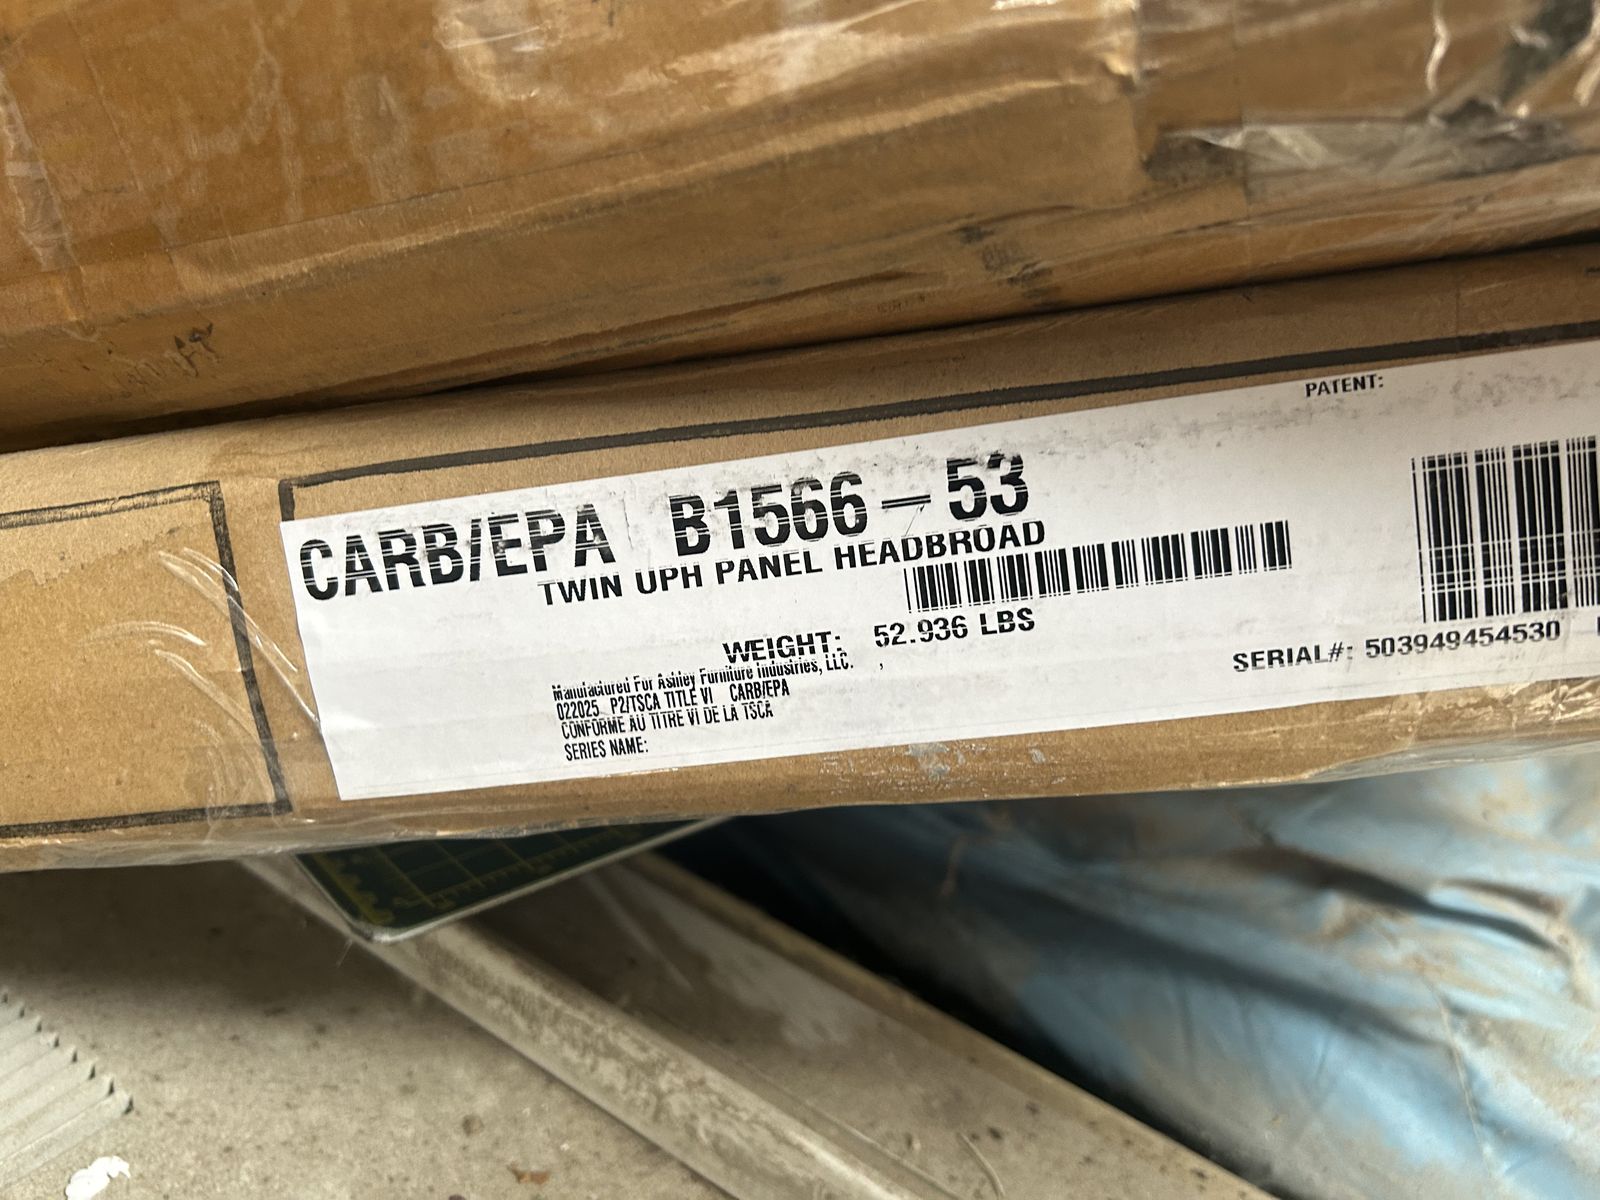 PATENT:
CARB/EPA B1566-53
TWIN UPH PANEL HEADBROAD
WEIGHT: 52.936 LBS
SERIAL#: 503949454530
Manufactured For Ashley Furniture Industries, LLC. ,
022025 P2/TSCA TITLE VI CARB/EPA
CONFORME AU TITRE VI DE LA TSCA
SERIES NAME: